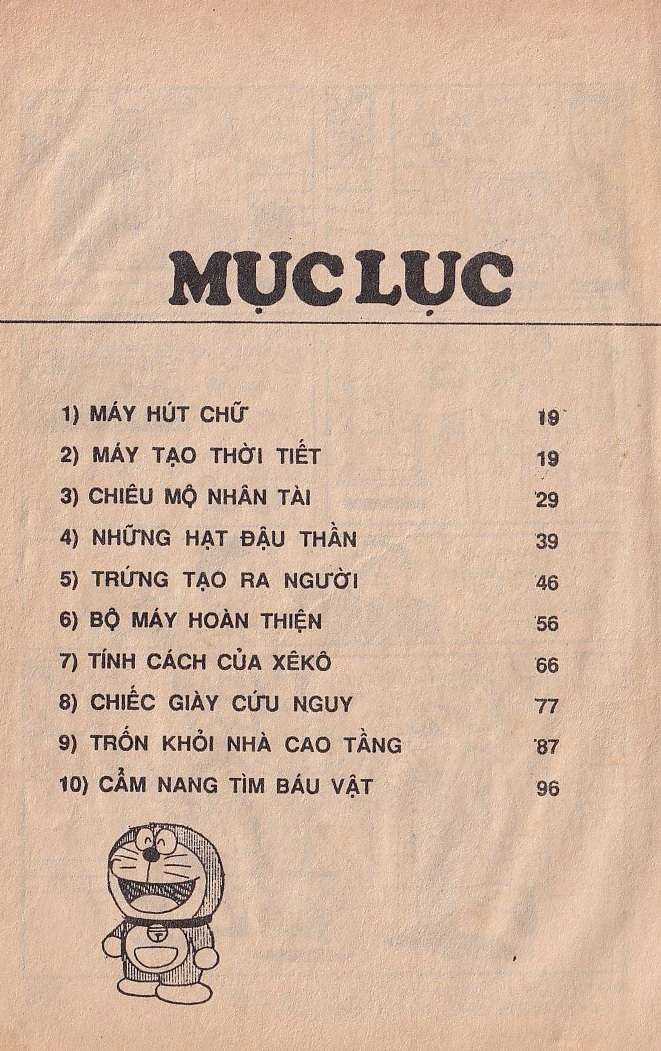 MỤC LỤC
1) MÁY HÚT CHỮ 19
2) MÁY TẠO THỜI TIẾT 19
3) CHIÊU MỘ NHÂN TÀI 29
4) NHỮNG HẠT ĐẬU THẦN 39
5) TRỨNG TẠO RA NGƯỜI 46
6) BỘ MÁY HOÀN THIỆN 56
7) TÍNH CÁCH CỦA XÊKÔ 66
8) CHIẾC GIÀY CỨU NGUY 77
9) TRỐN KHỎI NHÀ CAO TẦNG 87
10) CẨM NANG TÌM BÁU VẬT 96